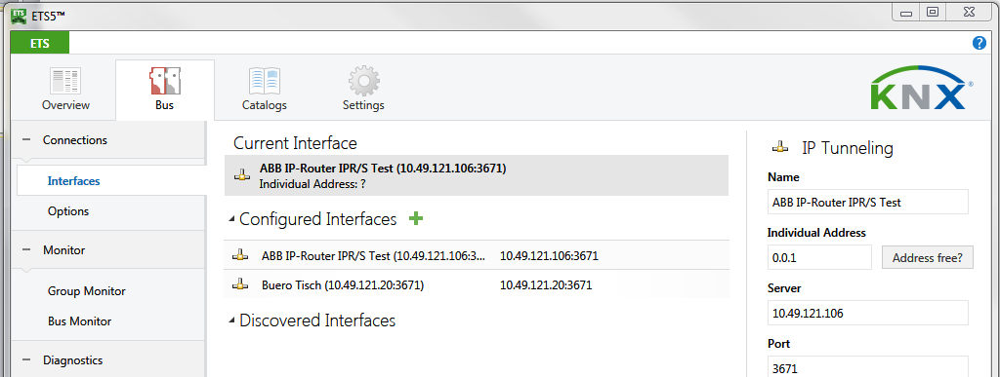 ETS5™
ETS
?
Overview
Bus
Catalogs
Settings
KNX®
Connections
Interfaces
Options
Monitor
Group Monitor
Bus Monitor
Diagnostics
Current Interface
ABB IP-Router IPR/S Test (10.49.121.106:3671)
Individual Address: ?
Configured Interfaces
ABB IP-Router IPR/S Test (10.49.121.106:3... 10.49.121.106:3671
Buero Tisch (10.49.121.20:3671) 10.49.121.20:3671
Discovered Interfaces
IP Tunneling
Name
ABB IP-Router IPR/S Test
Individual Address
0.0.1 Address free?
Server
10.49.121.106
Port
3671